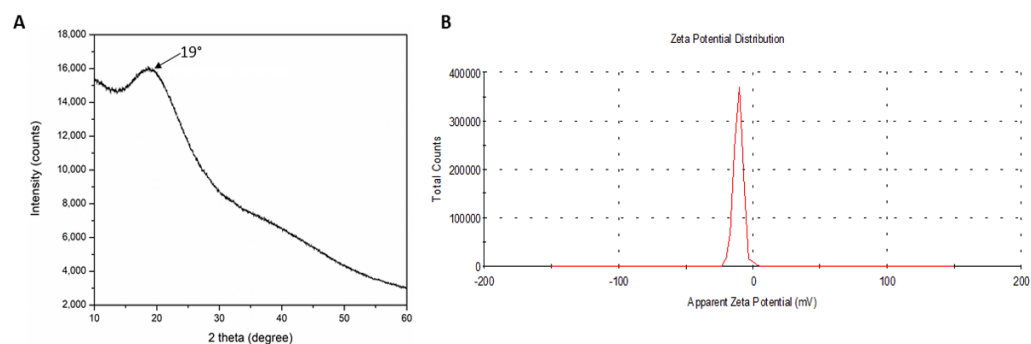 A
18,000
16,000
14,000
12,000
10,000
8,000
6,000
4,000
2,000
Intensity (counts)
19°
10 20 30 40 50 60
2 theta (degree)
B
Zeta Potential Distribution
400000
300000
200000
100000
0
Total Counts
-200 -100 0 100 200
Apparent Zeta Potential (mV)